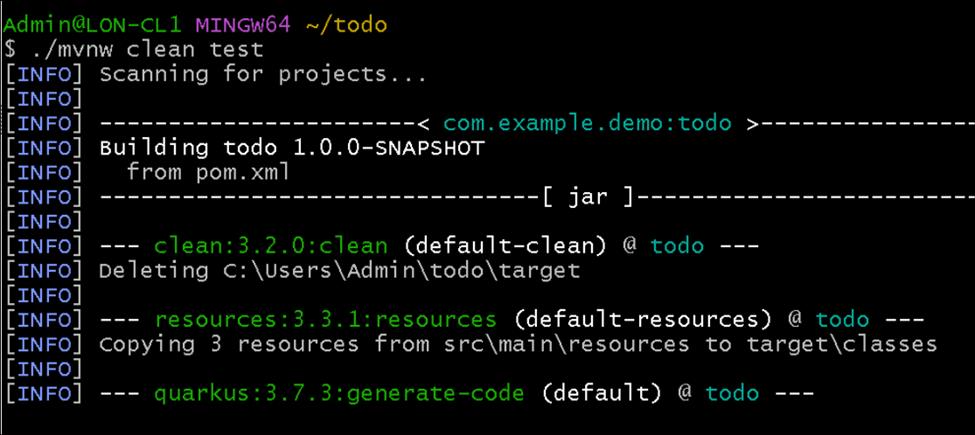 Admin@LON-CL1 MINGW64 ~/todo
$ ./mvnw clean test
[INFO] Scanning for projects...
[INFO]
[INFO] -----------------------< com.example.demo:todo >----------------
[INFO] Building todo 1.0.0-SNAPSHOT
[INFO]   from pom.xml
[INFO] --------------------------------[ jar ]-------------------------
[INFO]
[INFO] --- clean:3.2.0:clean (default-clean) @ todo ---
[INFO] Deleting C:\Users\Admin\todo\target
[INFO]
[INFO] --- resources:3.3.1:resources (default-resources) @ todo ---
[INFO] Copying 3 resources from src\main\resources to target\classes
[INFO]
[INFO] --- quarkus:3.7.3:generate-code (default) @ todo ---